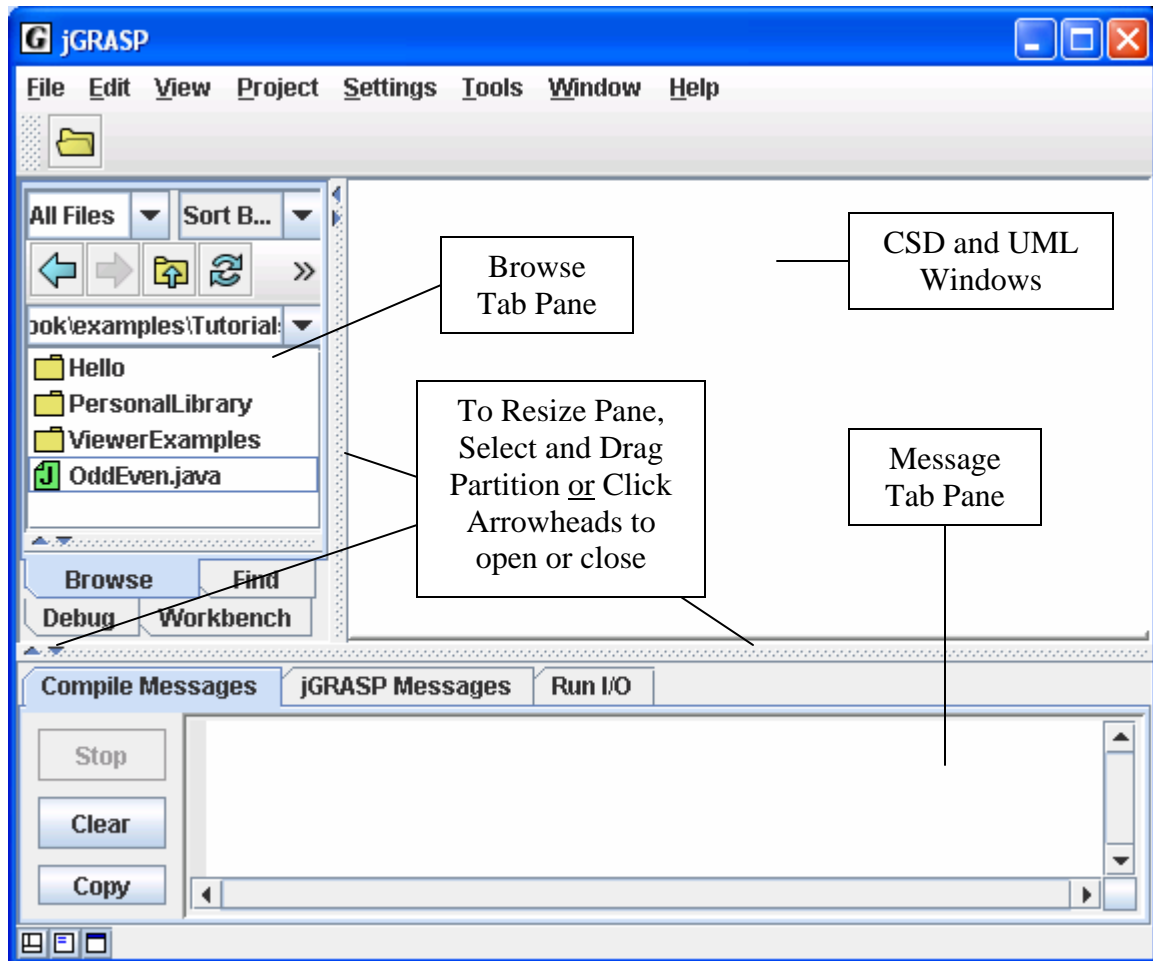 G jGRASP
File Edit View Project Settings Tools Window Help
All Files Sort B...
ook\examples\Tutorials
Hello
PersonalLibrary
ViewerExamples
OddEven.java
Browse Find
Debug Workbench
Browse
Tab Pane
CSD and UML
Windows
To Resize Pane,
Select and Drag
Partition or Click
Arrowheads to
open or close
Message
Tab Pane
Compile Messages jGRASP Messages Run I/O
Stop
Clear
Copy